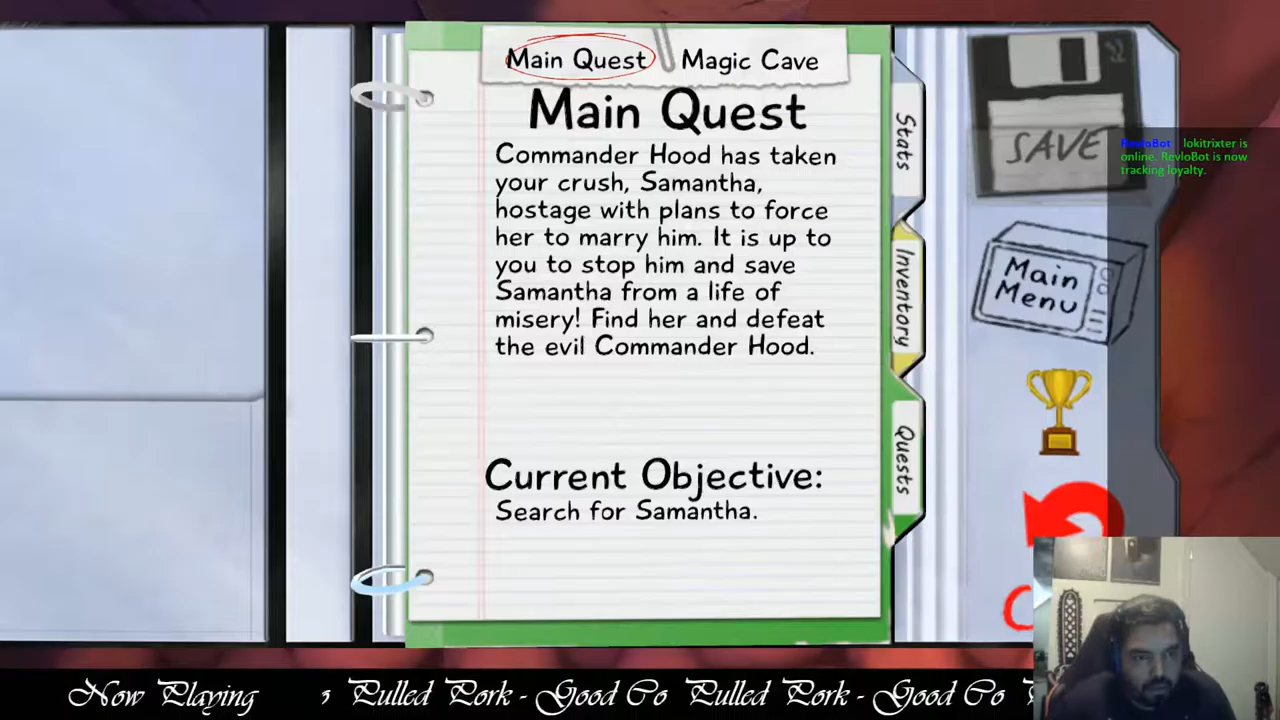 Main Quest
Magic Cave
Main Quest
Commander Hood has taken
your crush, Samantha,
hostage with plans to force
her to marry him. It is up to
you to stop him and save
Samantha from a life of
misery! Find her and defeat
the evil Commander Hood.
Current Objective:
Search for Samantha.
Stats
Inventory
Quests
SAVE
RevloBot lokitrixter is
online. RevloBot is now
tracking loyalty.
Main
Menu
Now Playing
Pulled Pork - Good Co Pulled Pork - Good Co